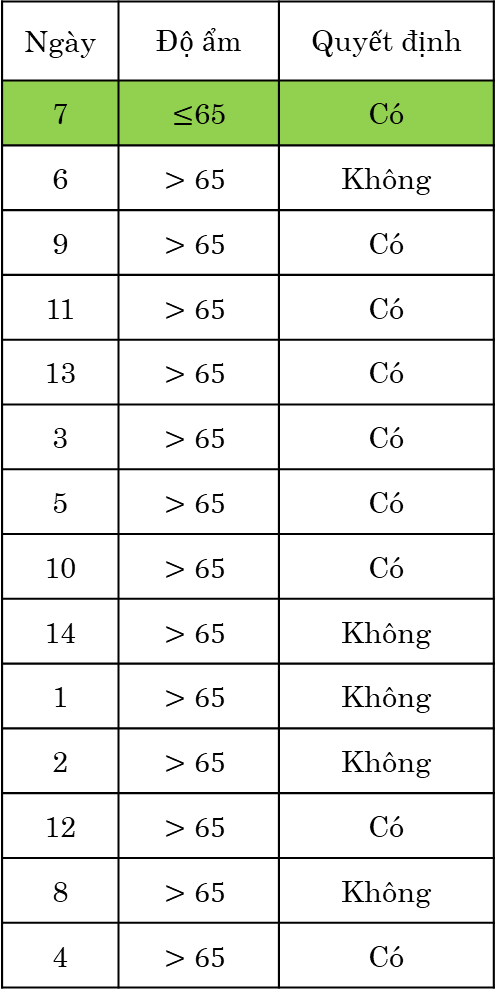 Ngày Độ ẩm Quyết định
7 ≤65 Có
6 > 65 Không
9 > 65 Có
11 > 65 Có
13 > 65 Có
3 > 65 Có
5 > 65 Có
10 > 65 Có
14 > 65 Không
1 > 65 Không
2 > 65 Không
12 > 65 Có
8 > 65 Không
4 > 65 Có